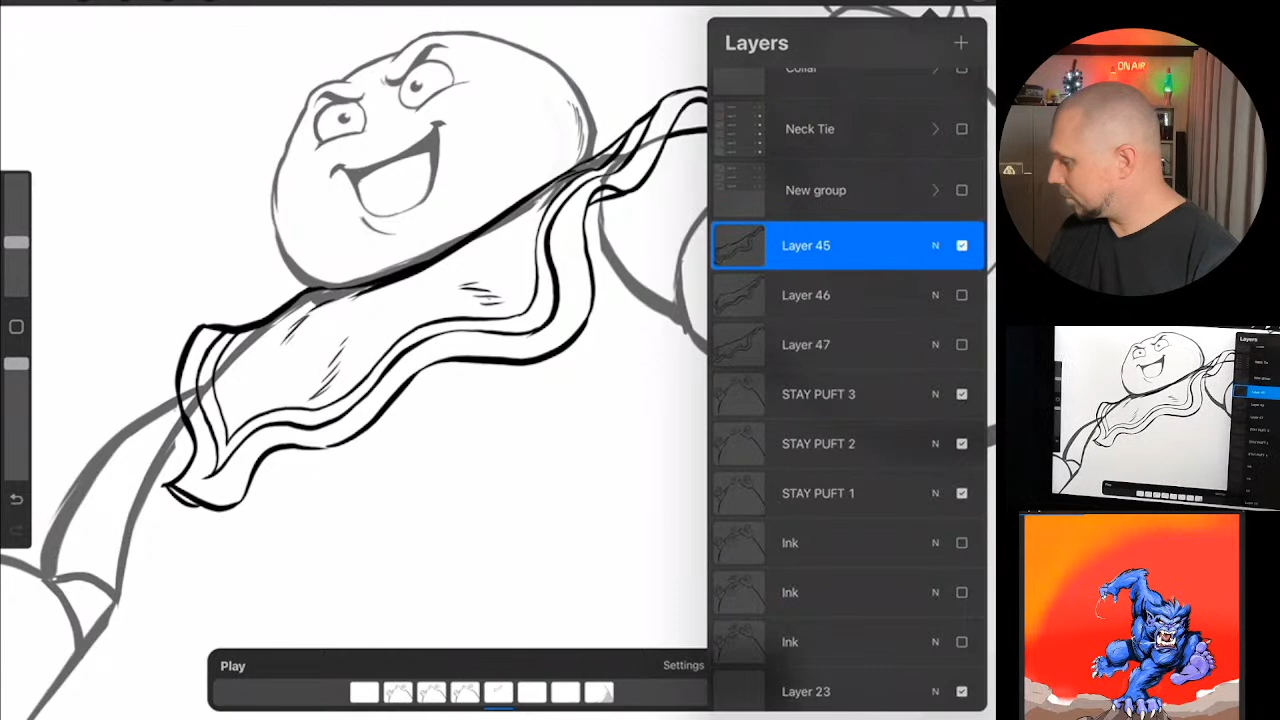 Layers
Collar
Neck Tie
New group
Layer 45 N
Layer 46 N
Layer 47 N
STAY PUFT 3 N
STAY PUFT 2 N
STAY PUFT 1 N
Ink N
Ink N
Ink N
Layer 23 N
Play
Settings
ON AIR